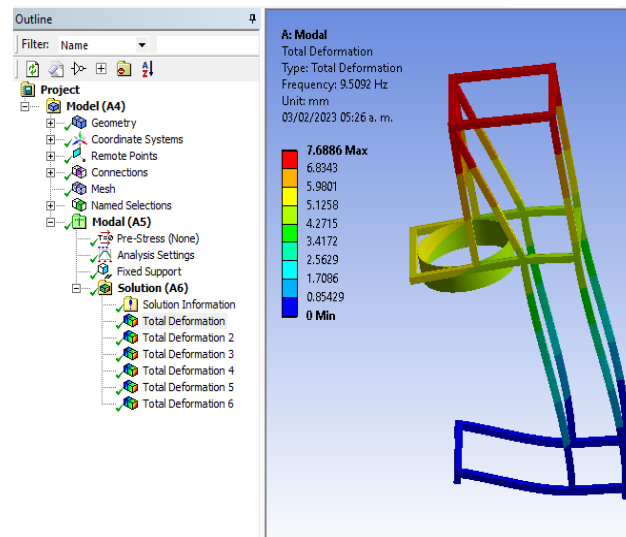 Outline
Filter: Name
Project
Model (A4)
Geometry
Coordinate Systems
Remote Points
Connections
Mesh
Named Selections
Modal (A5)
Pre-Stress (None)
Analysis Settings
Fixed Support
Solution (A6)
Solution Information
Total Deformation
Total Deformation 2
Total Deformation 3
Total Deformation 4
Total Deformation 5
Total Deformation 6
A: Modal
Total Deformation
Type: Total Deformation
Frequency: 9.5092 Hz
Unit: mm
03/02/2023 05:26 a. m.
7.6886 Max
6.8343
5.9801
5.1258
4.2715
3.4172
2.5629
1.7086
0.85429
0 Min